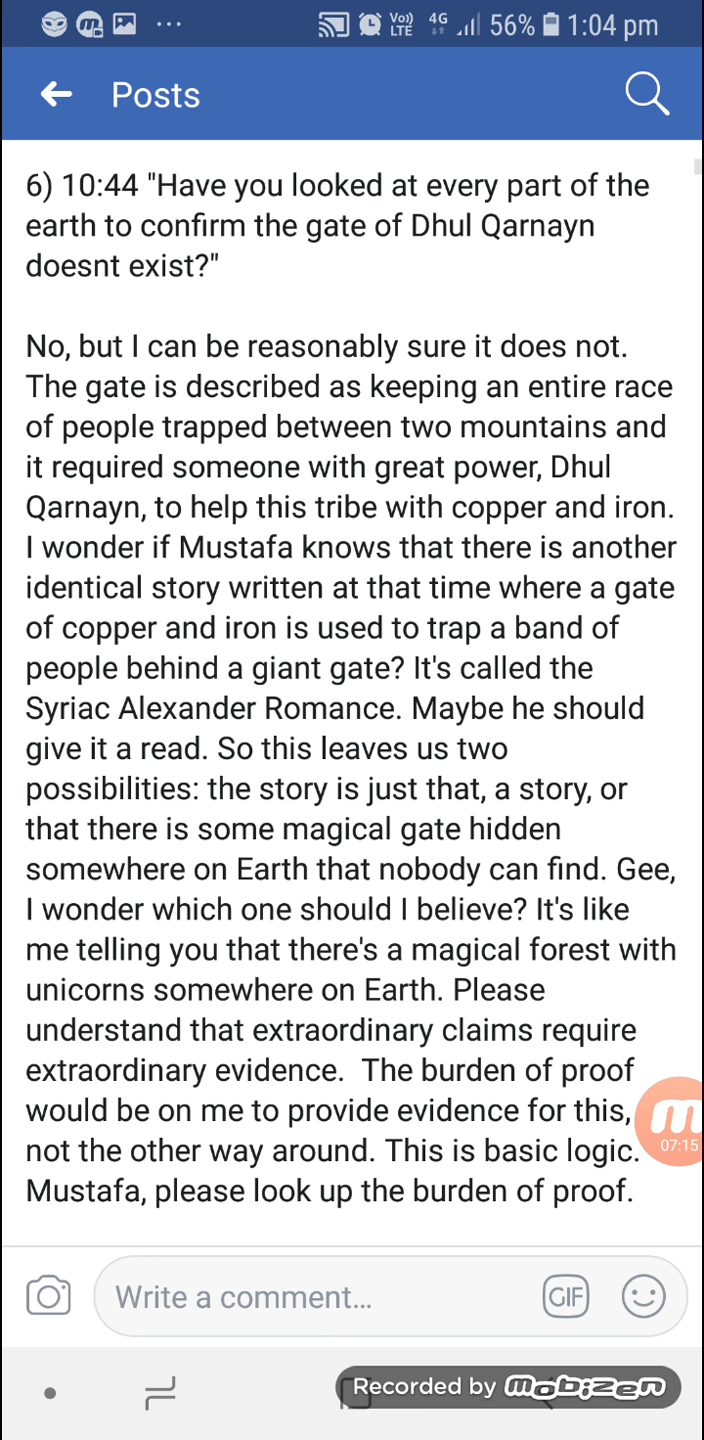 Vo)) LTE 4G 56% 1:04 pm
Posts
6) 10:44 "Have you looked at every part of the
earth to confirm the gate of Dhul Qarnayn
doesnt exist?"
No, but I can be reasonably sure it does not.
The gate is described as keeping an entire race
of people trapped between two mountains and
it required someone with great power, Dhul
Qarnayn, to help this tribe with copper and iron.
I wonder if Mustafa knows that there is another
identical story written at that time where a gate
of copper and iron is used to trap a band of
people behind a giant gate? It's called the
Syriac Alexander Romance. Maybe he should
give it a read. So this leaves us two
possibilities: the story is just that, a story, or
that there is some magical gate hidden
somewhere on Earth that nobody can find. Gee,
I wonder which one should I believe? It's like
me telling you that there's a magical forest with
unicorns somewhere on Earth. Please
understand that extraordinary claims require
extraordinary evidence.  The burden of proof
would be on me to provide evidence for this,
not the other way around. This is basic logic.
Mustafa, please look up the burden of proof.
m
07:15
Write a comment...
GIF
Recorded by mobizen